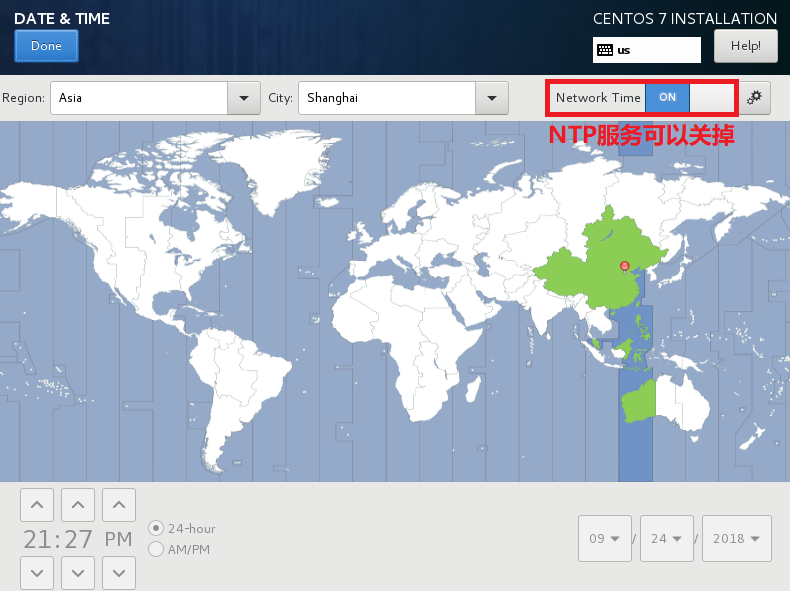 DATE & TIME
CENTOS 7 INSTALLATION
Done
us
Help!
Region:
Asia
City:
Shanghai
Network Time
ON
NTP服务可以关掉
21:27 PM
24-hour
AM/PM
09 / 24 / 2018